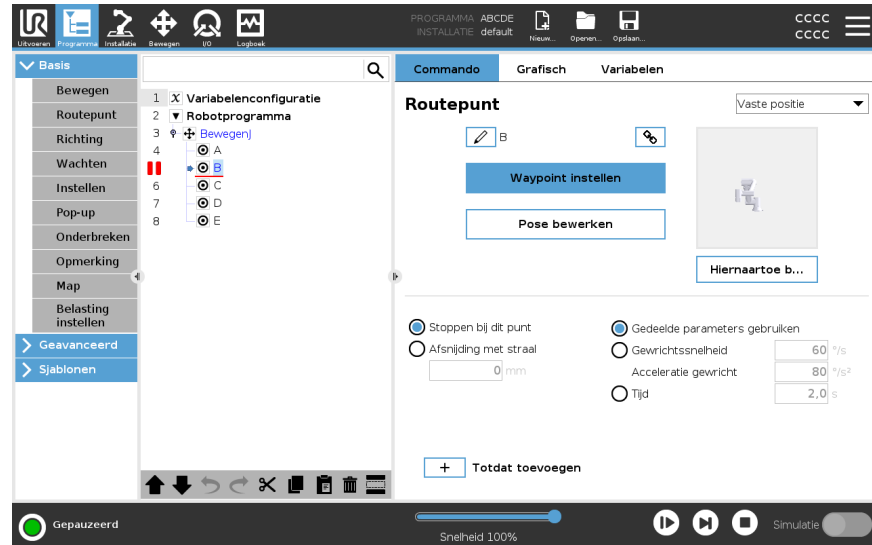 UR
PROGRAMMA ABCDE
INSTALLATIE default
CCCC
CCCC
Uitvoeren Programma Installatie Bewegen I/O Logboek
Nieuw... Openen... Opslaan...
Basis
Bewegen
Routepunt
Richting
Wachten
Instellen
Pop-up
Onderbreken
Opmerking
Map
Belasting
instellen
Geavanceerd
Sjablonen
1 X Variabelenconfiguratie
2 Robotprogramma
3 BewegenJ
4 A
B
6 C
7 D
8 E
Commando Grafisch Variabelen
Routepunt
Vaste positie
B
Waypoint instellen
Pose bewerken
Hiernaartoe b...
Stoppen bij dit punt
Afsnijding met straal
0 mm
Gedeelde parameters gebruiken
Gewrichtssnelheid 60 °/s
Acceleratie gewricht 80 °/s²
Tijd 2,0 s
+ Totdat toevoegen
Gepauzeerd
Snelheid 100%
Simulatie